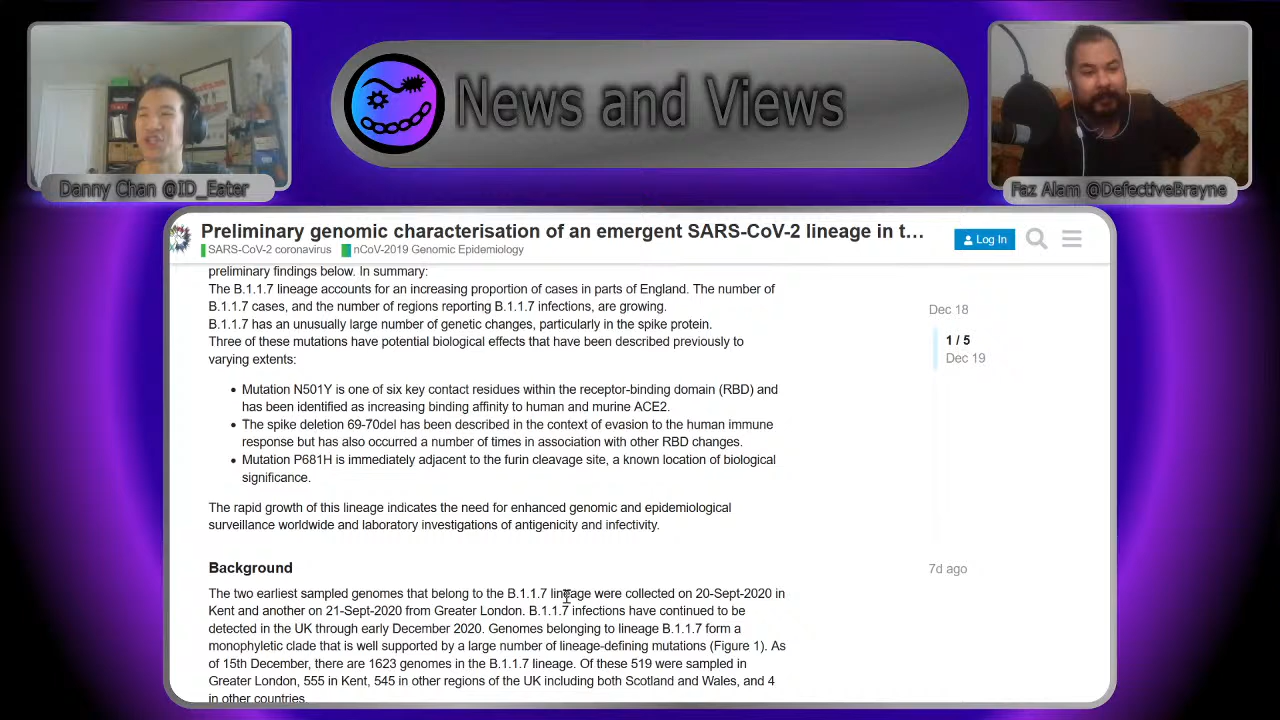 News and Views
Danny Chan @ID_Eater
Faz Alam @DefectiveBrayne
Preliminary genomic characterisation of an emergent SARS-CoV-2 lineage in t…
SARS-CoV-2 coronavirus nCoV-2019 Genomic Epidemiology
Log In
preliminary findings below. In summary:
The B.1.1.7 lineage accounts for an increasing proportion of cases in parts of England. The number of
B.1.1.7 cases, and the number of regions reporting B.1.1.7 infections, are growing.
B.1.1.7 has an unusually large number of genetic changes, particularly in the spike protein.
Three of these mutations have potential biological effects that have been described previously to
varying extents:
• Mutation N501Y is one of six key contact residues within the receptor-binding domain (RBD) and
has been identified as increasing binding affinity to human and murine ACE2.
• The spike deletion 69-70del has been described in the context of evasion to the human immune
response but has also occurred a number of times in association with other RBD changes.
• Mutation P681H is immediately adjacent to the furin cleavage site, a known location of biological
significance.
The rapid growth of this lineage indicates the need for enhanced genomic and epidemiological
surveillance worldwide and laboratory investigations of antigenicity and infectivity.
Background
The two earliest sampled genomes that belong to the B.1.1.7 lineage were collected on 20-Sept-2020 in
Kent and another on 21-Sept-2020 from Greater London. B.1.1.7 infections have continued to be
detected in the UK through early December 2020. Genomes belonging to lineage B.1.1.7 form a
monophyletic clade that is well supported by a large number of lineage-defining mutations (Figure 1). As
of 15th December, there are 1623 genomes in the B.1.1.7 lineage. Of these 519 were sampled in
Greater London, 555 in Kent, 545 in other regions of the UK including both Scotland and Wales, and 4
in other countries.
Dec 18
1 / 5
Dec 19
7d ago